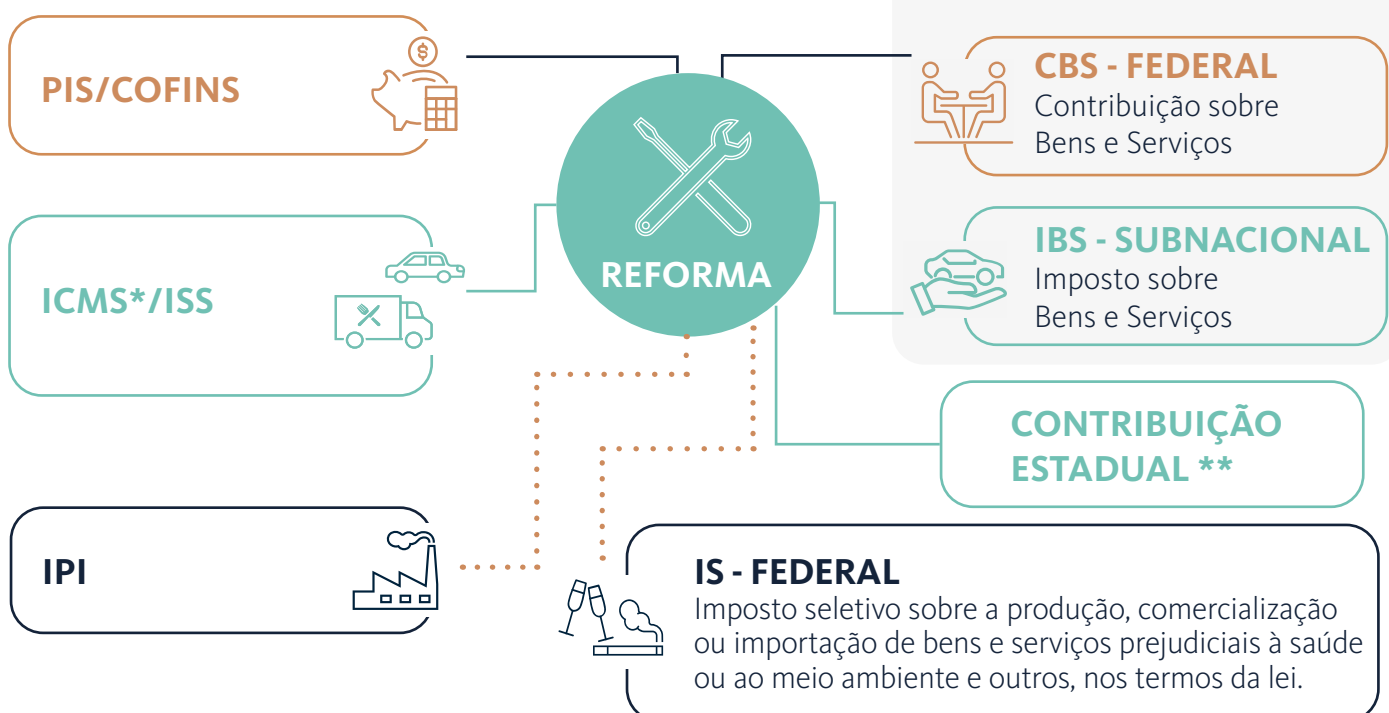 PIS/COFINS
ICMS*/ISS
IPI
$
REFORMA
CBS - FEDERAL
Contribuição sobre
Bens e Serviços
IBS - SUBNACIONAL
Imposto sobre
Bens e Serviços
CONTRIBUIÇÃO
ESTADUAL **
IS - FEDERAL
Imposto seletivo sobre a produção, comercialização
ou importação de bens e serviços prejudiciais à saúde
ou ao meio ambiente e outros, nos termos da lei.